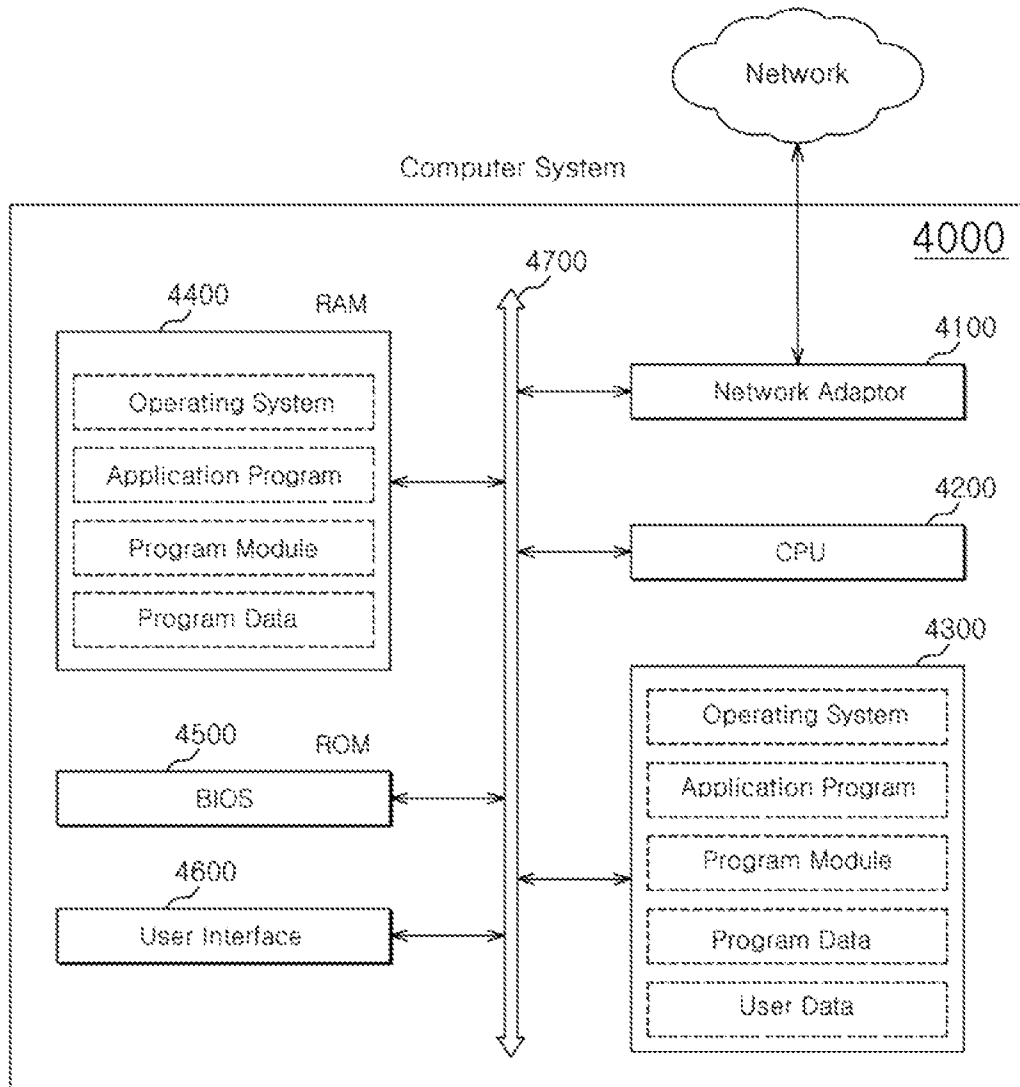 Network
Computer System
4000
4700
4400
RAM
Operating System
Application Program
Program Module
Program Data
4100
Network Adaptor
4200
CPU
4300
Operating System
Application Program
Program Module
Program Data
User Data
4500
ROM
BIOS
4600
User Interface